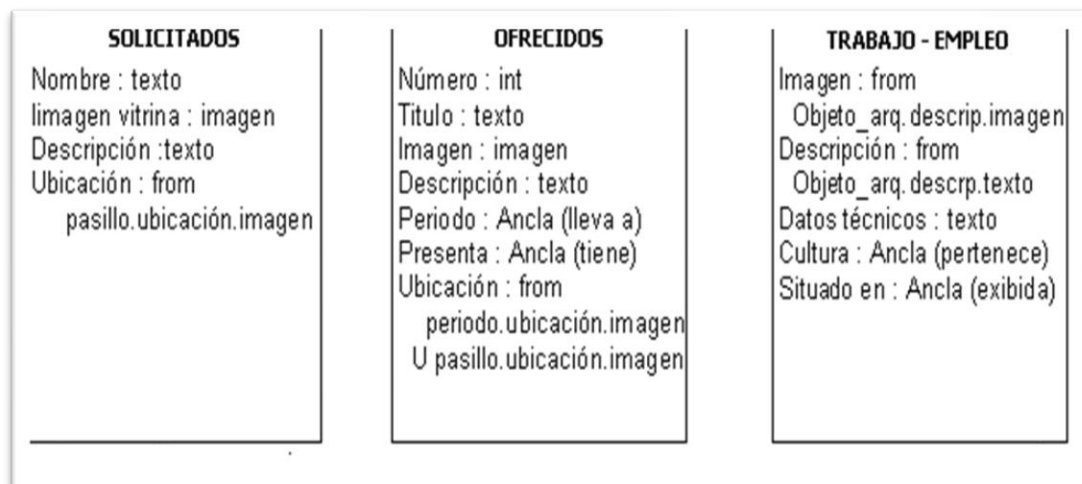 SOLICITADOS
Nombre : texto
Iimagen vitrina : imagen
Descripción :texto
Ubicación : from
pasillo.ubicación.imagen
OFRECIDOS
Número : int
Titulo : texto
Imagen : imagen
Descripción : texto
Periodo : Ancla (lleva a)
Presenta : Ancla (tiene)
Ubicación : from
periodo.ubicación.imagen
U pasillo.ubicación.imagen
TRABAJO - EMPLEO
Imagen : from
Objeto_arq.descrip.imagen
Descripción : from
Objeto_arq.descrp.texto
Datos técnicos : texto
Cultura : Ancla (pertenece)
Situado en : Ancla (exibida)